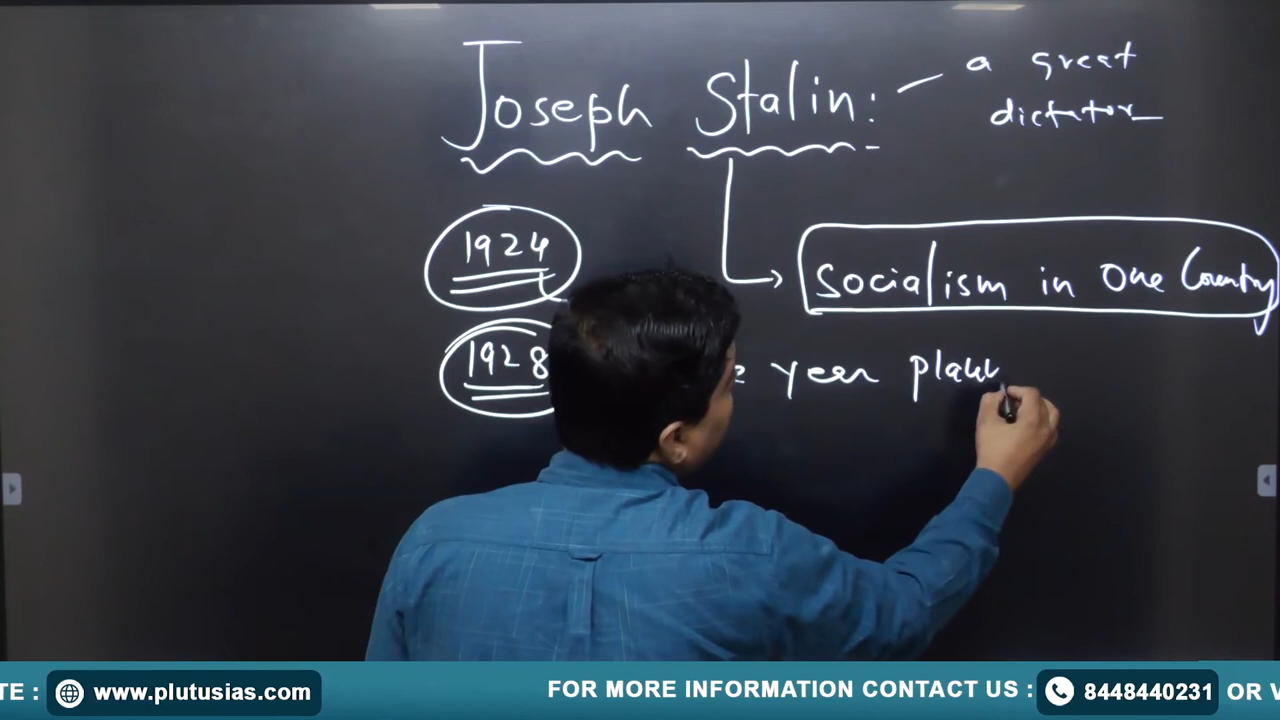 Joseph Stalin: — a great
dictator
1924
Socialism in One Country
1928
year
TE : www.plutusias.com FOR MORE INFORMATION CONTACT US : 8448440231 OR